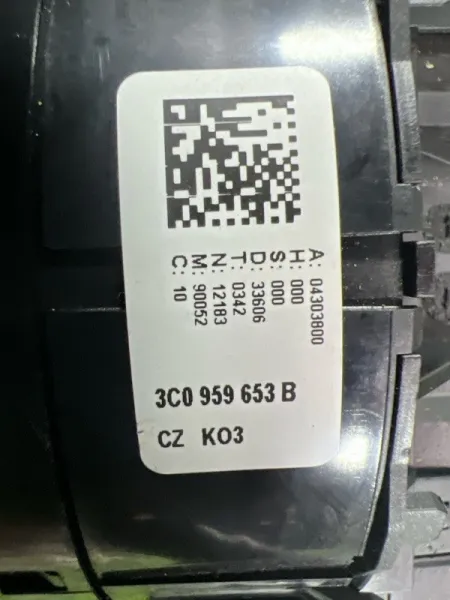 A: 04303800
H: 000
S: 000
D: 33606
T: 0342
N: 12183
M: 90052
C: 10
3C0 959 653 B
CZ KO3